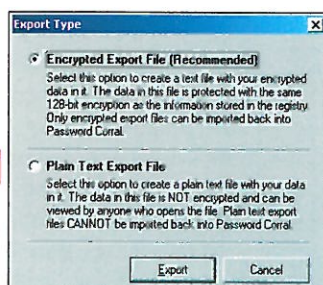 Export Type
Encrypted Export File (Recommended)
Select this option to create a text file with your encrypted
data in it. The data in this file is protected with the same
128-bit encryption as the information stored in the registry.
Only encrypted export files can be imported back into
Password Corral.
Plain Text Export File
Select this option to create a plain text file with your data
in it. The data in this file is NOT encrypted and can be
viewed by anyone who opens the file. Plain text export
files CANNOT be imported back into Password Corral.
Export
Cancel